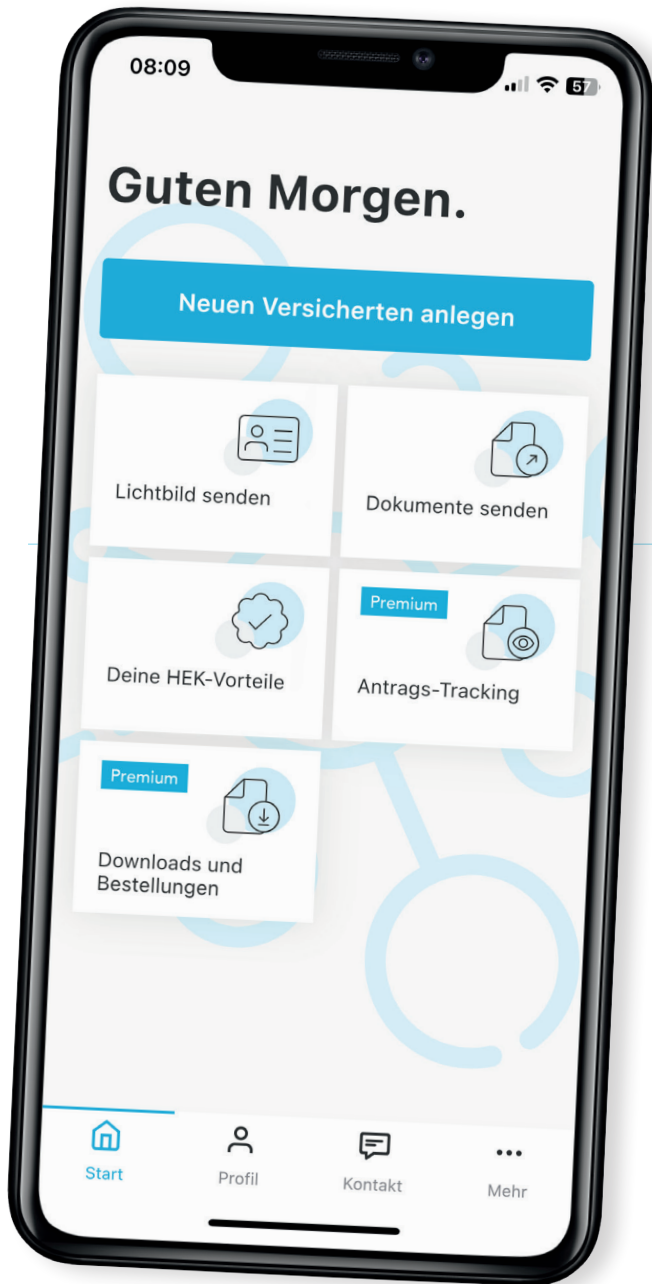 08:09
57
Guten Morgen.
Neuen Versicherten anlegen
Lichtbild senden
Dokumente senden
Deine HEK-Vorteile
Premium
Antrags-Tracking
Premium
Downloads und
Bestellungen
Start
Profil
Kontakt
Mehr